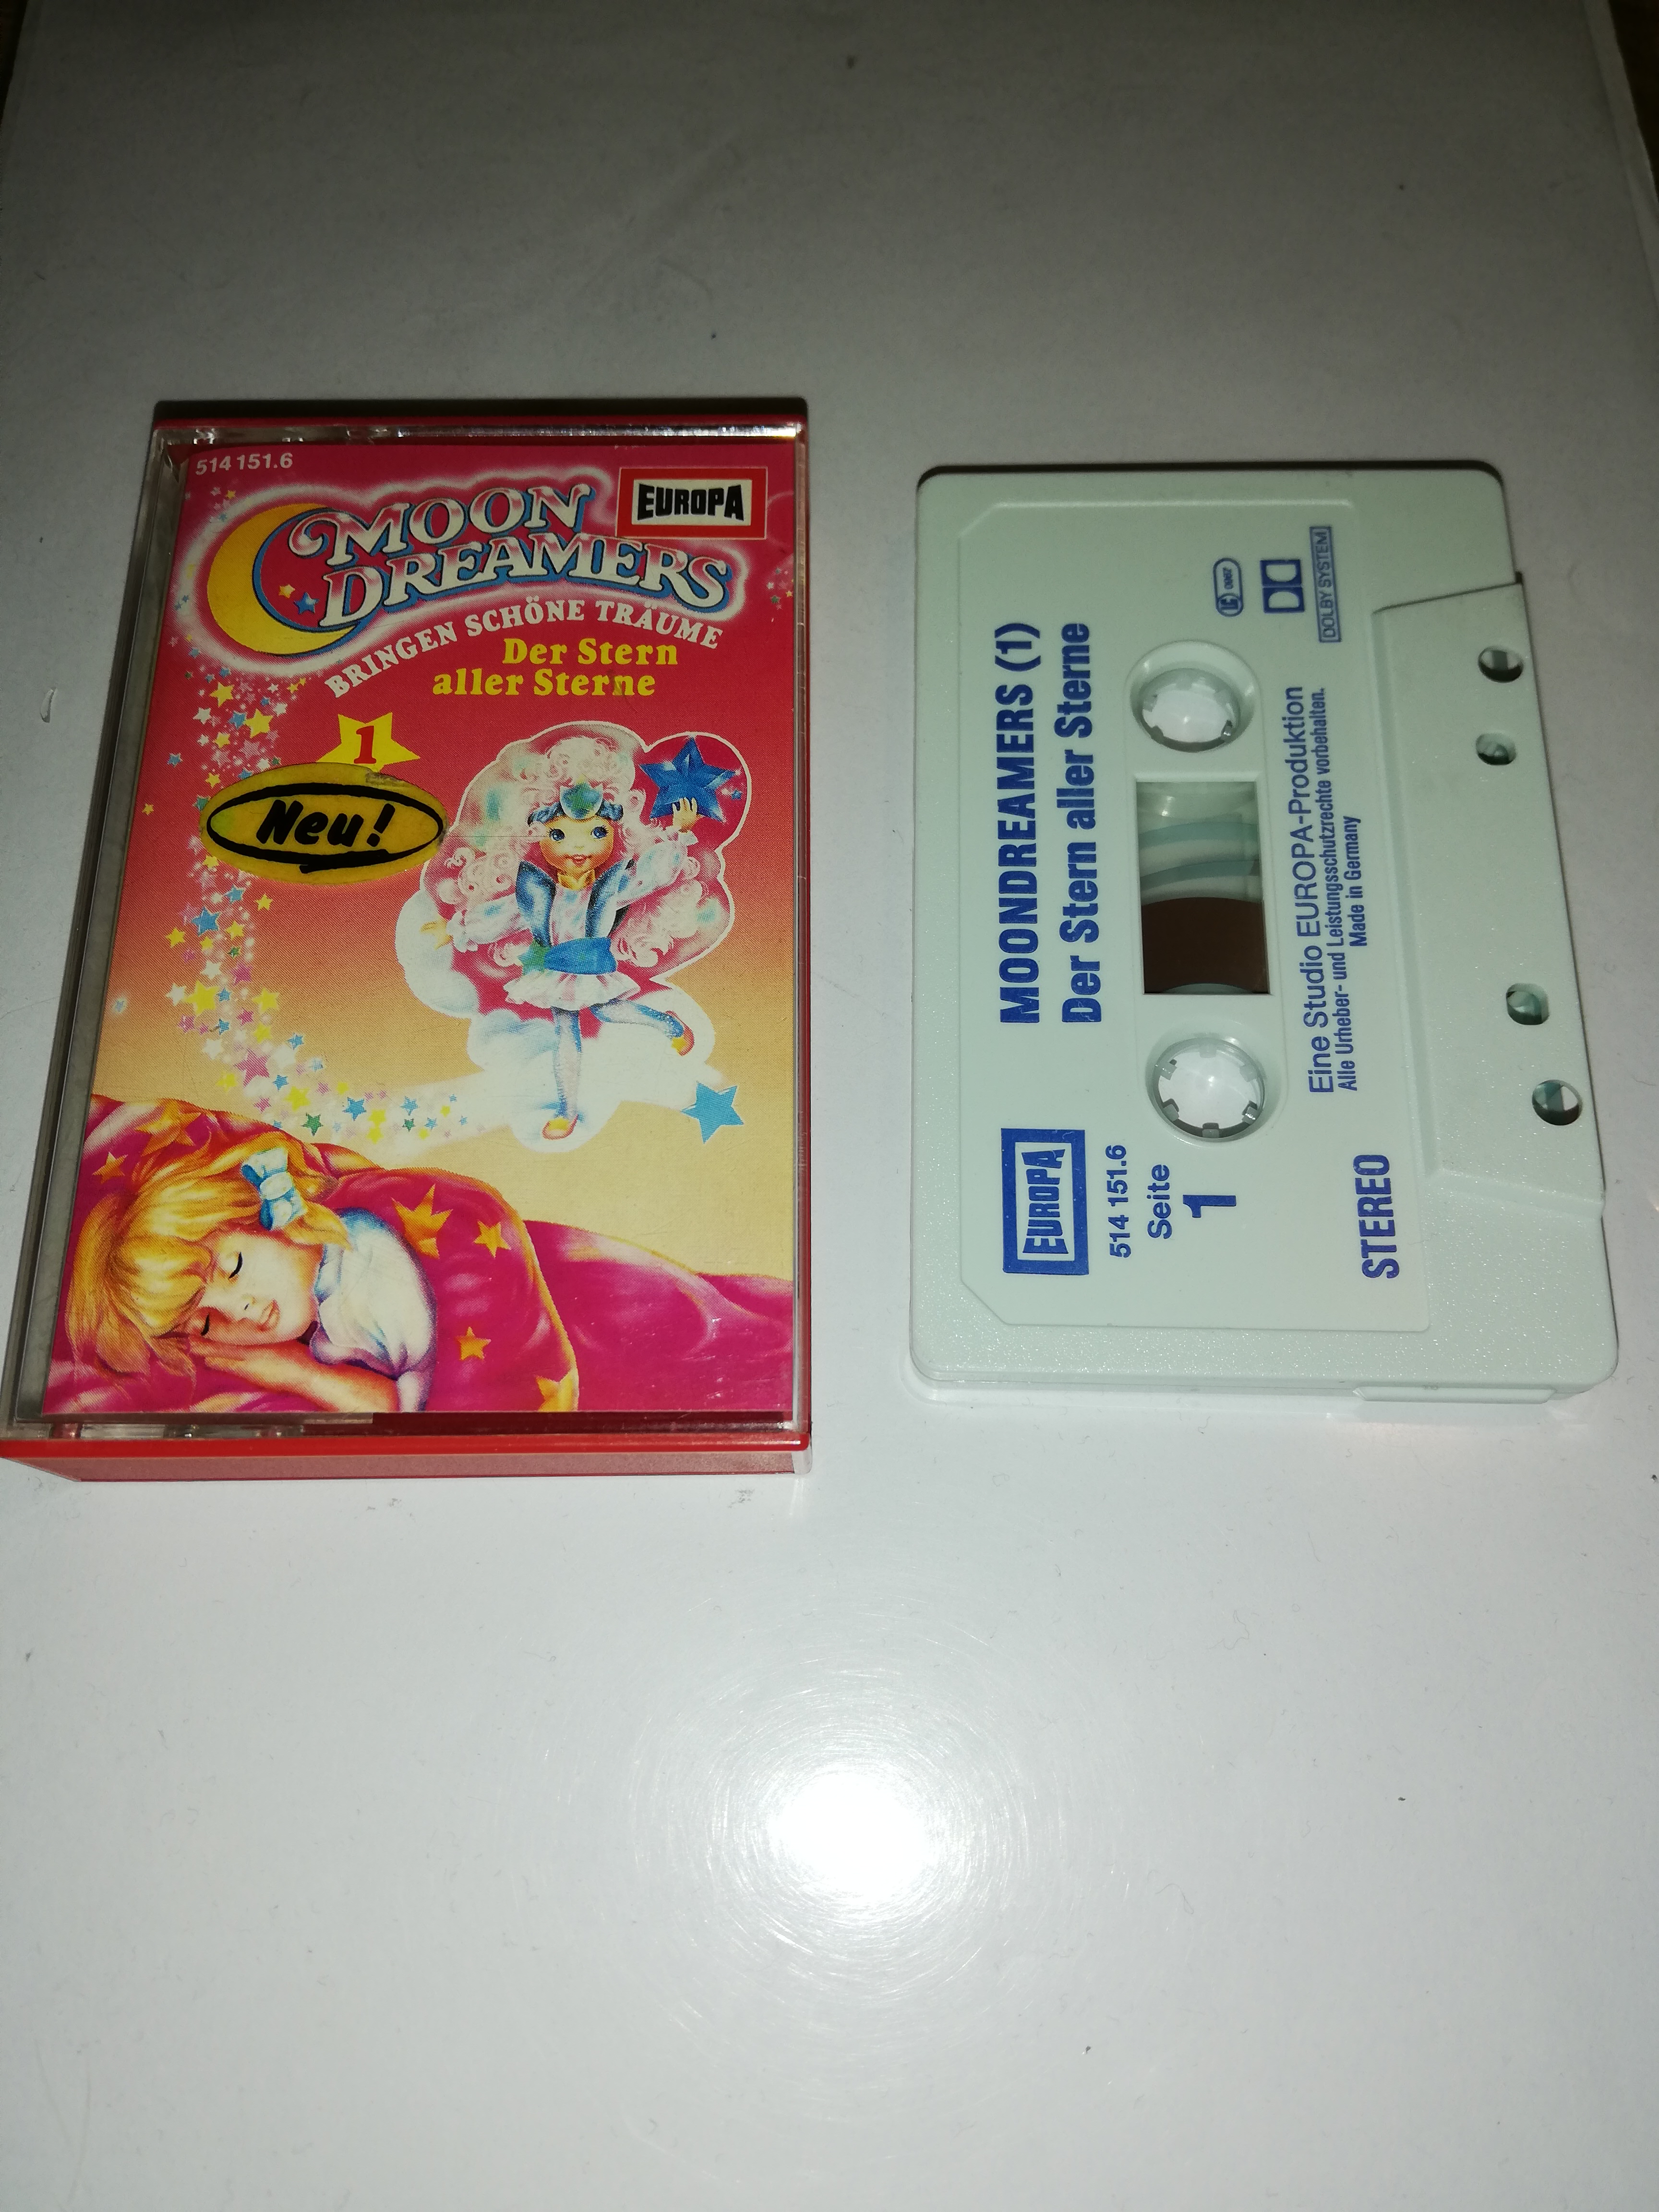 514 151.6
EUROPA
MOON
DREAMERS
BRINGEN SCHÖNE TRÄUME
Der Stern
aller Sterne
1
Neu!
MOONDREAMERS (1)
Der Stern aller Sterne
EUROPA
514 151.6
Seite
1
LC 0967
DOLBY SYSTEM
Eine Studio EUROPA-Produktion
Alle Urheber- und Leistungsschutzrechte vorbehalten.
Made in Germany
STEREO